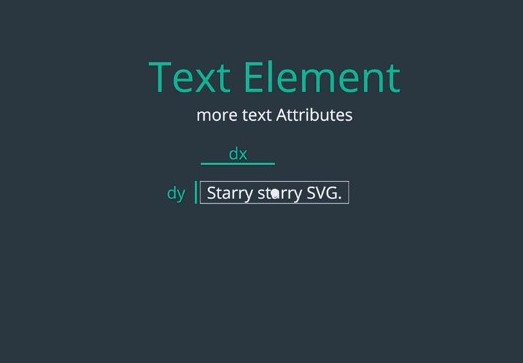 Text Element
more text Attributes
dx
dy
Starry starry SVG.